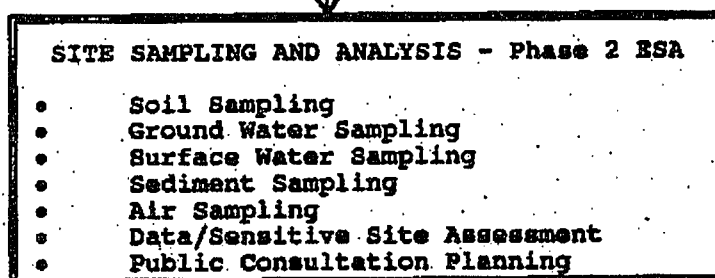 SITE SAMPLING AND ANALYSIS - Phase 2 ESA
• Soil Sampling
• Ground Water Sampling
• Surface Water Sampling
• Sediment Sampling
• Air Sampling
• Data/Sensitive Site Assessment
• Public Consultation Planning